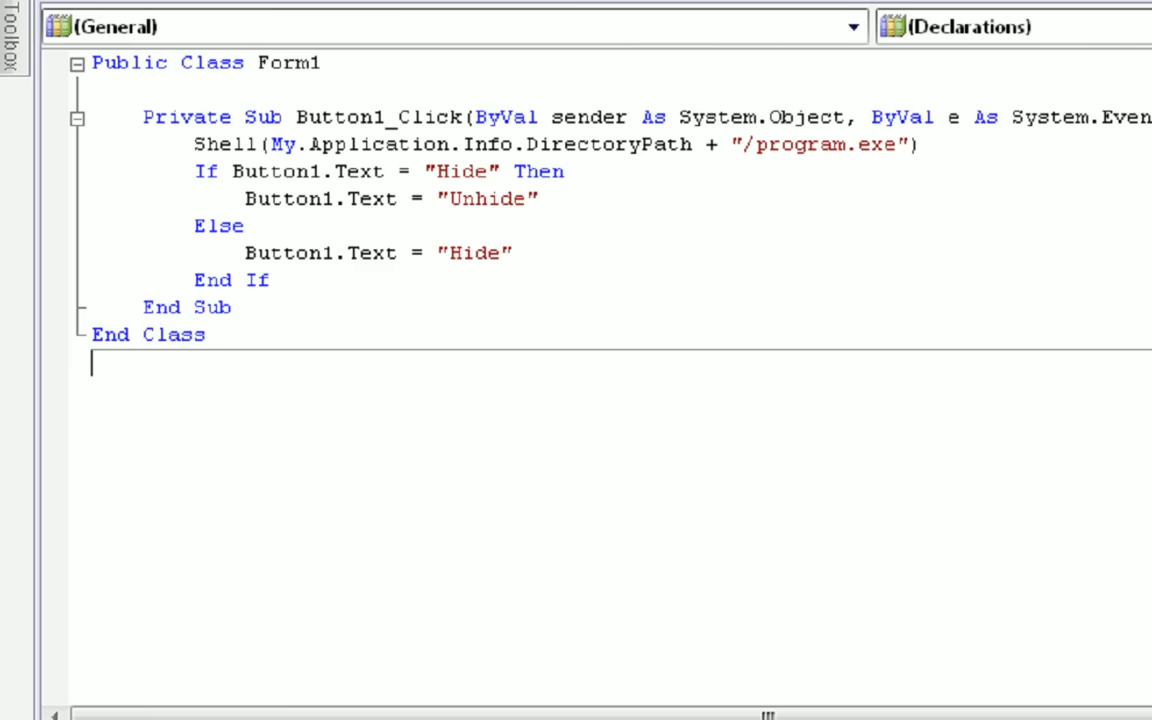 Toolbox
(General)
(Declarations)
Public Class Form1
Private Sub Button1_Click(ByVal sender As System.Object, ByVal e As System.Even
Shell(My.Application.Info.DirectoryPath + "/program.exe")
If Button1.Text = "Hide" Then
Button1.Text = "Unhide"
Else
Button1.Text = "Hide"
End If
End Sub
End Class